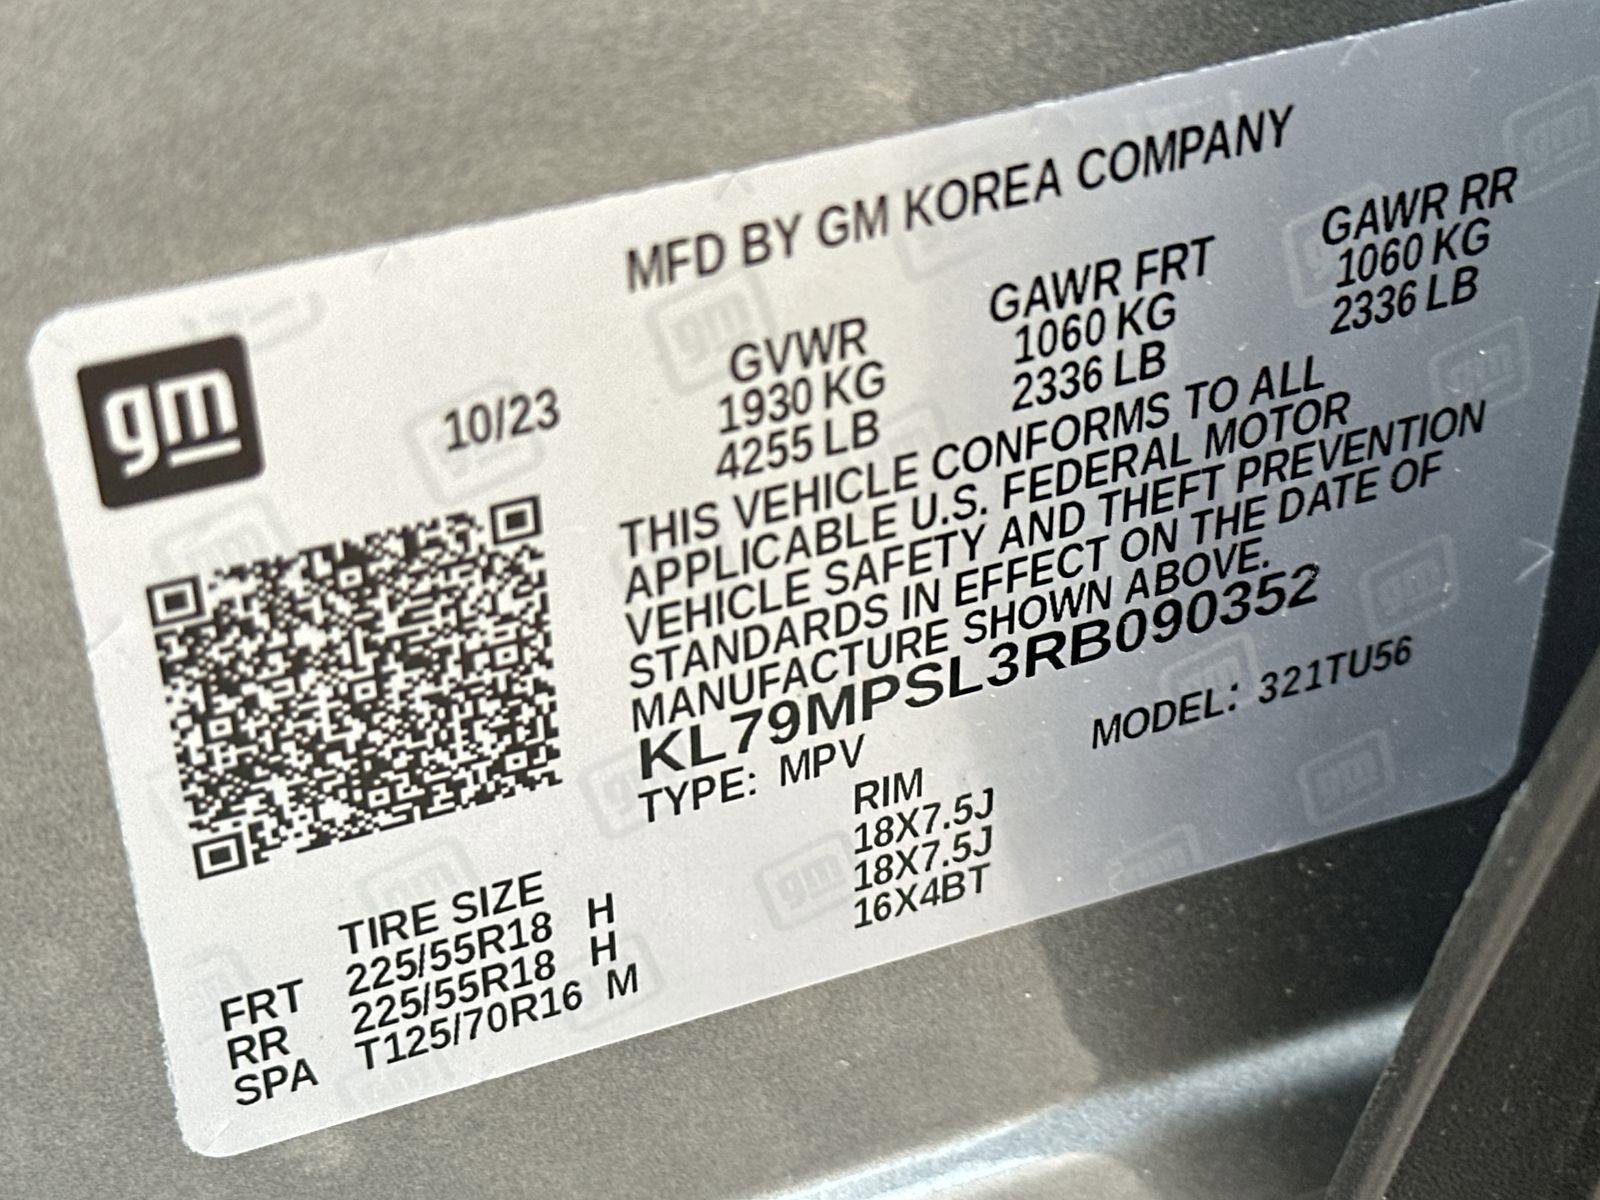 MFD BY GM KOREA COMPANY
gm
10/23
GVWR GAWR FRT GAWR RR
1930 KG 1060 KG 1060 KG
4255 LB 2336 LB 2336 LB
THIS VEHICLE CONFORMS TO ALL
APPLICABLE U.S. FEDERAL MOTOR
VEHICLE SAFETY AND THEFT PREVENTION
STANDARDS IN EFFECT ON THE DATE OF
MANUFACTURE SHOWN ABOVE.
KL79MPSL3RB090352
TYPE: MPV MODEL: 321TU56
TIRE SIZE RIM
FRT 225/55R18 H 18X7.5J
RR 225/55R18 H 18X7.5J
SPA T125/70R16 M 16X4BT